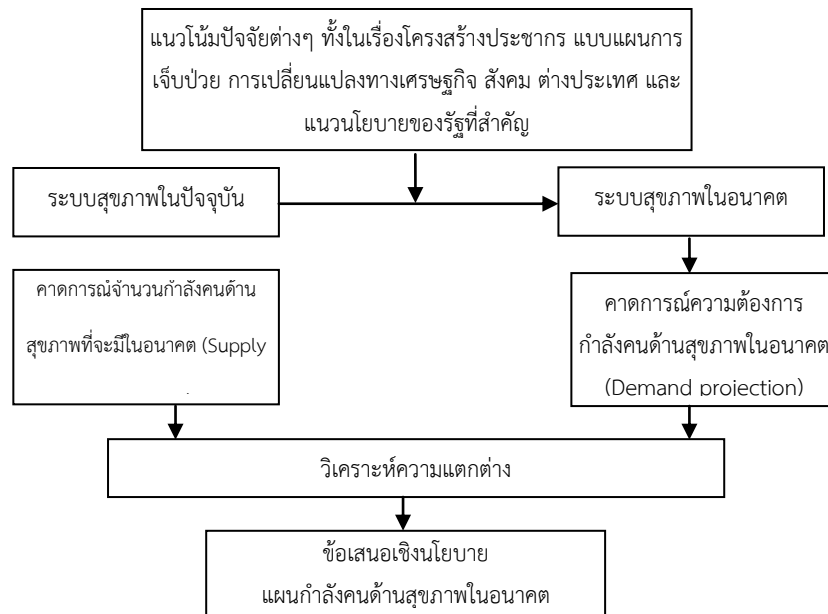 แนวโน้มปัจจัยต่างๆ ทั้งในเรื่องโครงสร้างประชากร แบบแผนการ
เจ็บป่วย การเปลี่ยนแปลงทางเศรษฐกิจ สังคม ต่างประเทศ และ
แนวนโยบายของรัฐที่สำคัญ
ระบบสุขภาพในปัจจุบัน
ระบบสุขภาพในอนาคต
คาดการณ์จำนวนกำลังคนด้าน
สุขภาพที่จะมีในอนาคต (Supply
คาดการณ์ความต้องการ
กำลังคนด้านสุขภาพในอนาคต
(Demand projection)
วิเคราะห์ความแตกต่าง
ข้อเสนอเชิงนโยบาย
แผนกำลังคนด้านสุขภาพในอนาคต